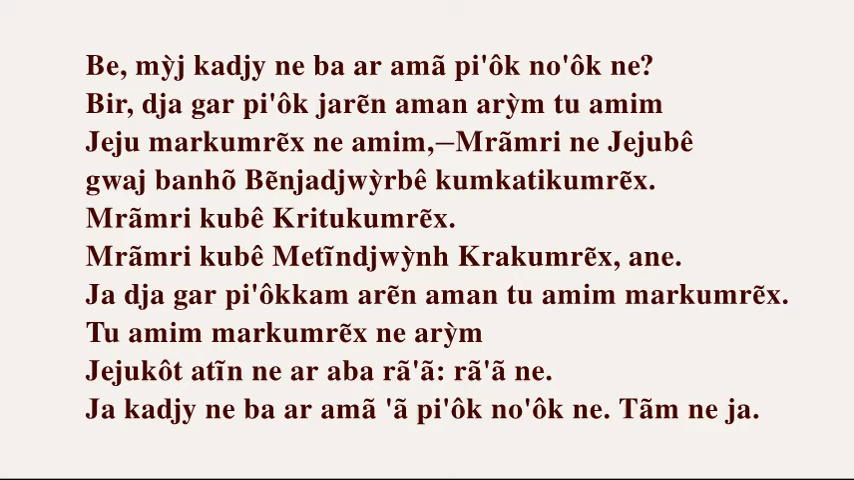 Be, mỳj kadjy ne ba ar amã pi'ôk no'ôk ne?
Bir, dja gar pi'ôk jarẽn aman arỳm tu amim
Jeju markumrẽx ne amim,‒Mrãmri ne Jejubê
gwaj banhõ Bẽnjadjwỳrbê kumkatikumrẽx.
Mrãmri kubê Kritukumrẽx.
Mrãmri kubê Metĩndjwỳnh Krakumrẽx, ane.
Ja dja gar pi'ôkkam arẽn aman tu amim markumrẽx.
Tu amim markumrẽx ne arỳm
Jejukôt atĩn ne ar aba rã'ã: rã'ã ne.
Ja kadjy ne ba ar amã 'ã pi'ôk no'ôk ne. Tãm ne ja.